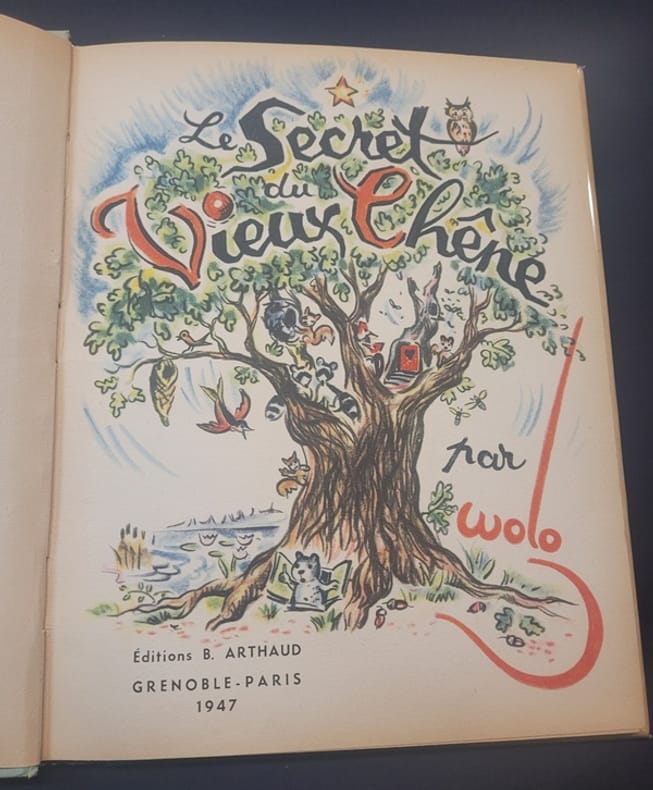 Le Secret
du
Vieux Chêne
par
Wolo
Éditions B. ARTHAUD
GRENOBLE-PARIS
1947